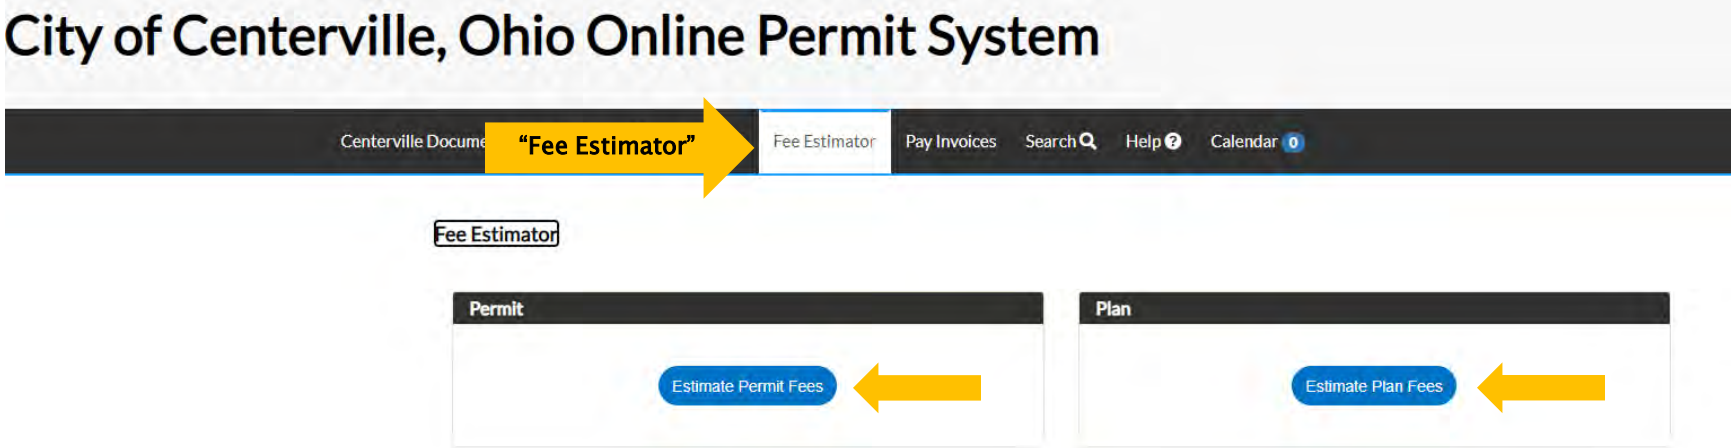 City of Centerville, Ohio Online Permit System
Centerville “Fee Estimator” Fee Estimator Pay Invoices Search Help ? Calendar 0
Fee Estimator
Permit Plan
Estimate Permit Fees Estimate Plan Fees